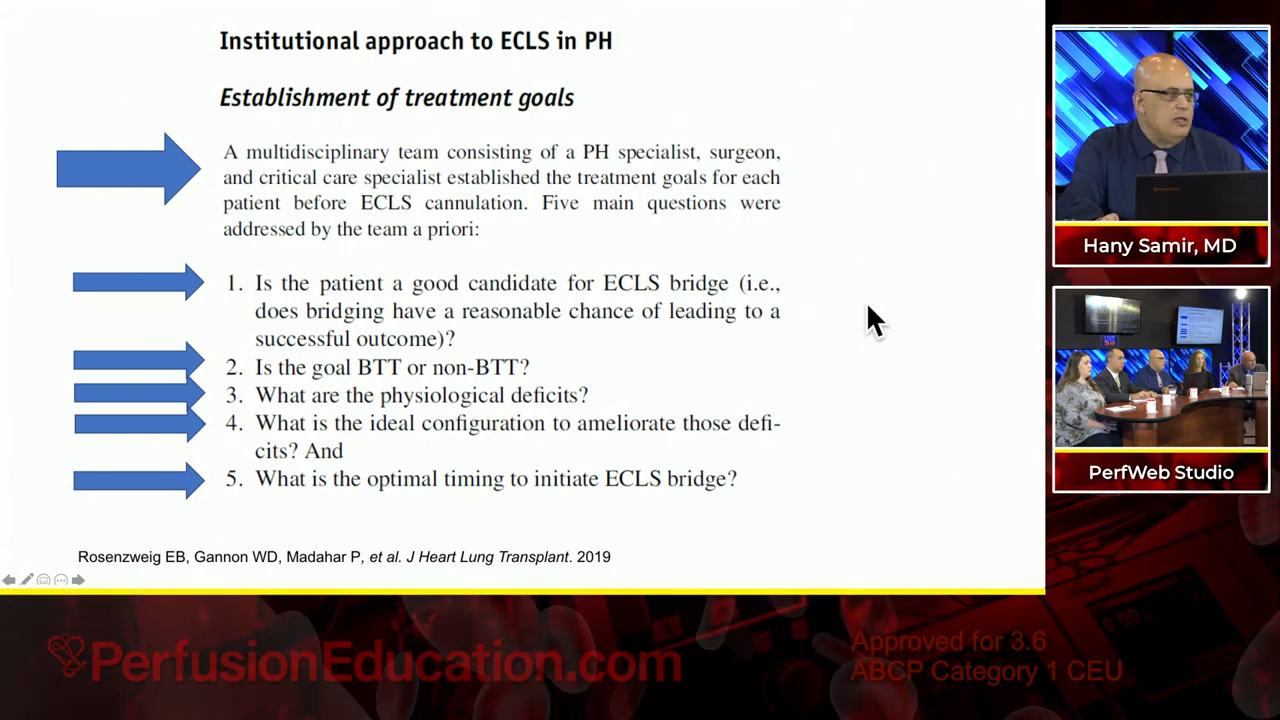 Institutional approach to ECLS in PH
Establishment of treatment goals
A multidisciplinary team consisting of a PH specialist, surgeon,
and critical care specialist established the treatment goals for each
patient before ECLS cannulation. Five main questions were
addressed by the team a priori:
1. Is the patient a good candidate for ECLS bridge (i.e.,
does bridging have a reasonable chance of leading to a
successful outcome)?
2. Is the goal BTT or non-BTT?
3. What are the physiological deficits?
4. What is the ideal configuration to ameliorate those defi-
cits? And
5. What is the optimal timing to initiate ECLS bridge?
Rosenzweig EB, Gannon WD, Madahar P, et al. J Heart Lung Transplant. 2019
Hany Samir, MD
PerfWeb Studio
PerfusionEducation.com
Approved for 3.6
ABCP Category 1 CEU